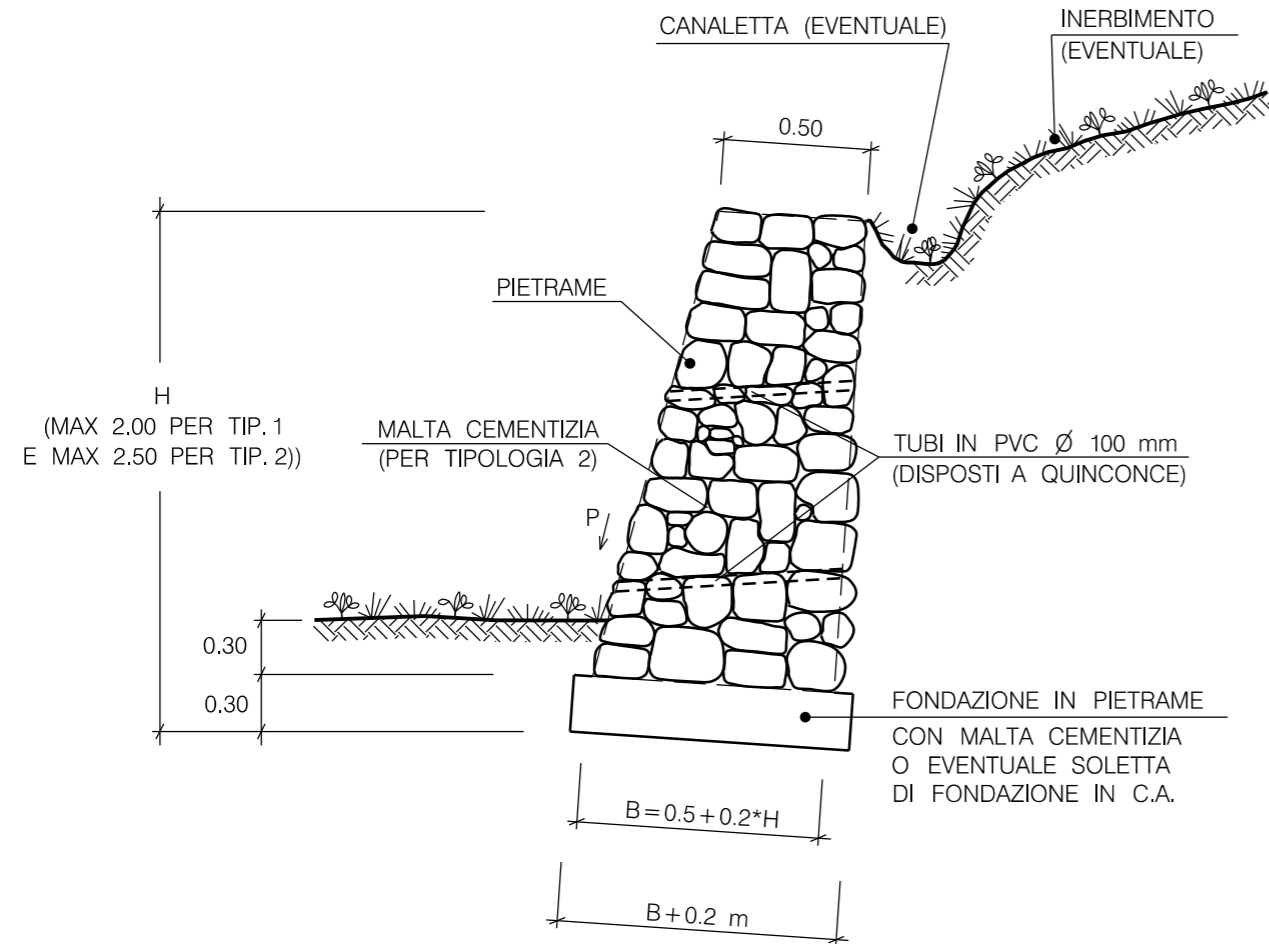 CANALETTA (EVENTUALE)
INERBIMENTO
(EVENTUALE)
0.50
PIETRAME
H
(MAX 2.00 PER TIP. 1
E MAX 2.50 PER TIP. 2))
MALTA CEMENTIZIA
(PER TIPOLOGIA 2)
TUBI IN PVC Ø 100 mm
(DISPOSTI A QUINCONCE)
P
0.30
0.30
FONDAZIONE IN PIETRAME
CON MALTA CEMENTIZIA
O EVENTUALE SOLETTA
DI FONDAZIONE IN C.A.
B=0.5+0.2*H
B+0.2 m